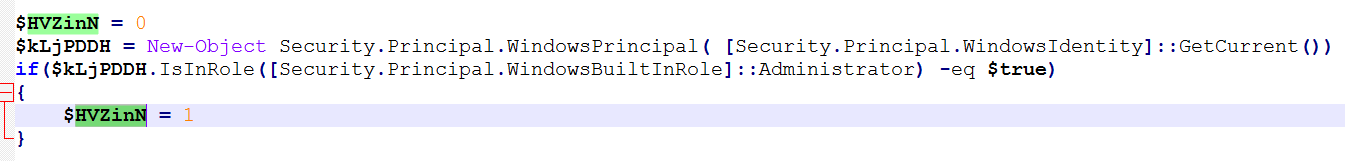 $HVZinN = 0
$kLjPDDH = New-Object Security.Principal.WindowsPrincipal( [Security.Principal.WindowsIdentity]::GetCurrent())
if($kLjPDDH.IsInRole([Security.Principal.WindowsBuiltInRole]::Administrator) -eq $true)
{
    $HVZinN = 1
}